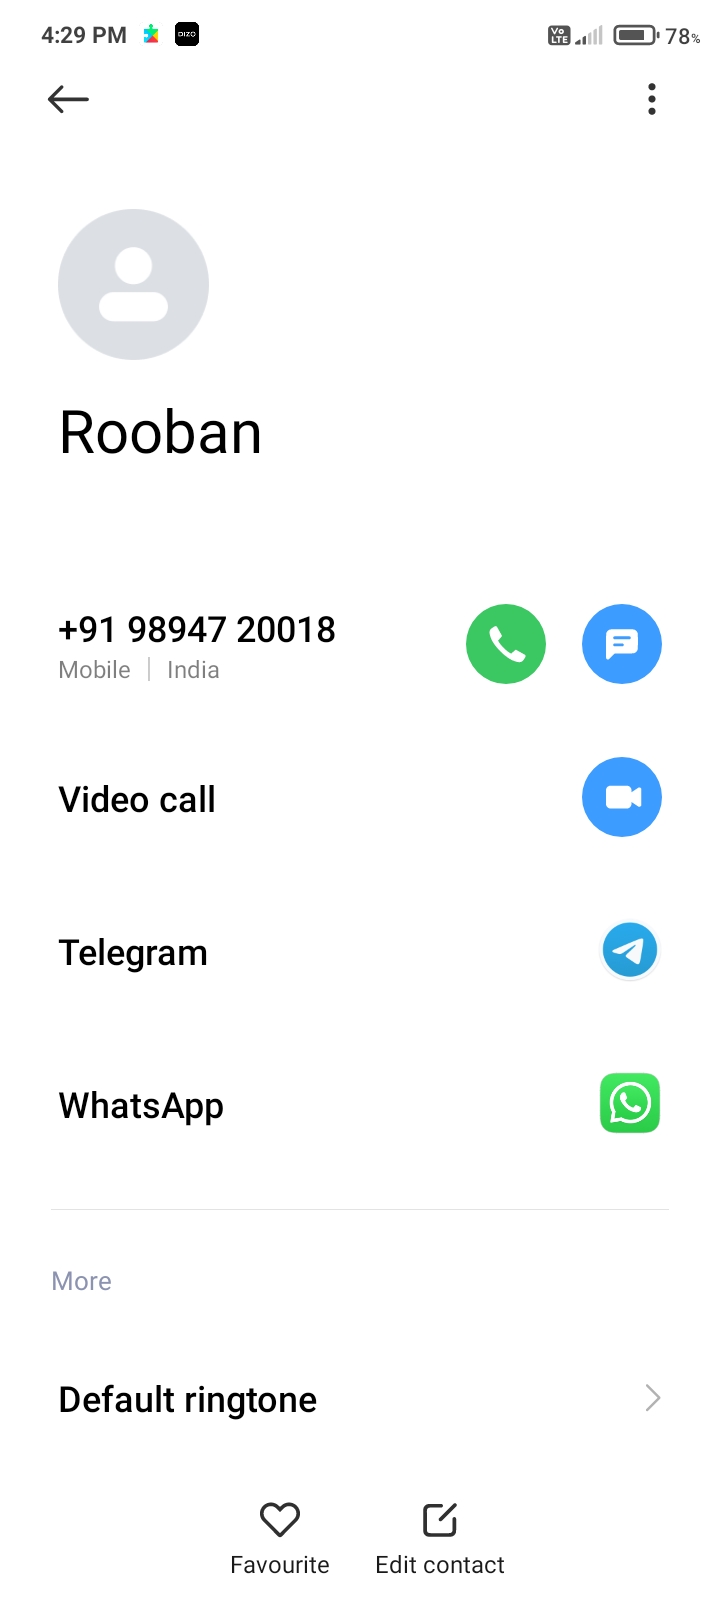 4:29 PM DIZO Vo LTE 78%
Rooban
+91 98947 20018
Mobile | India
Video call
Telegram
WhatsApp
More
Default ringtone
Favourite Edit contact